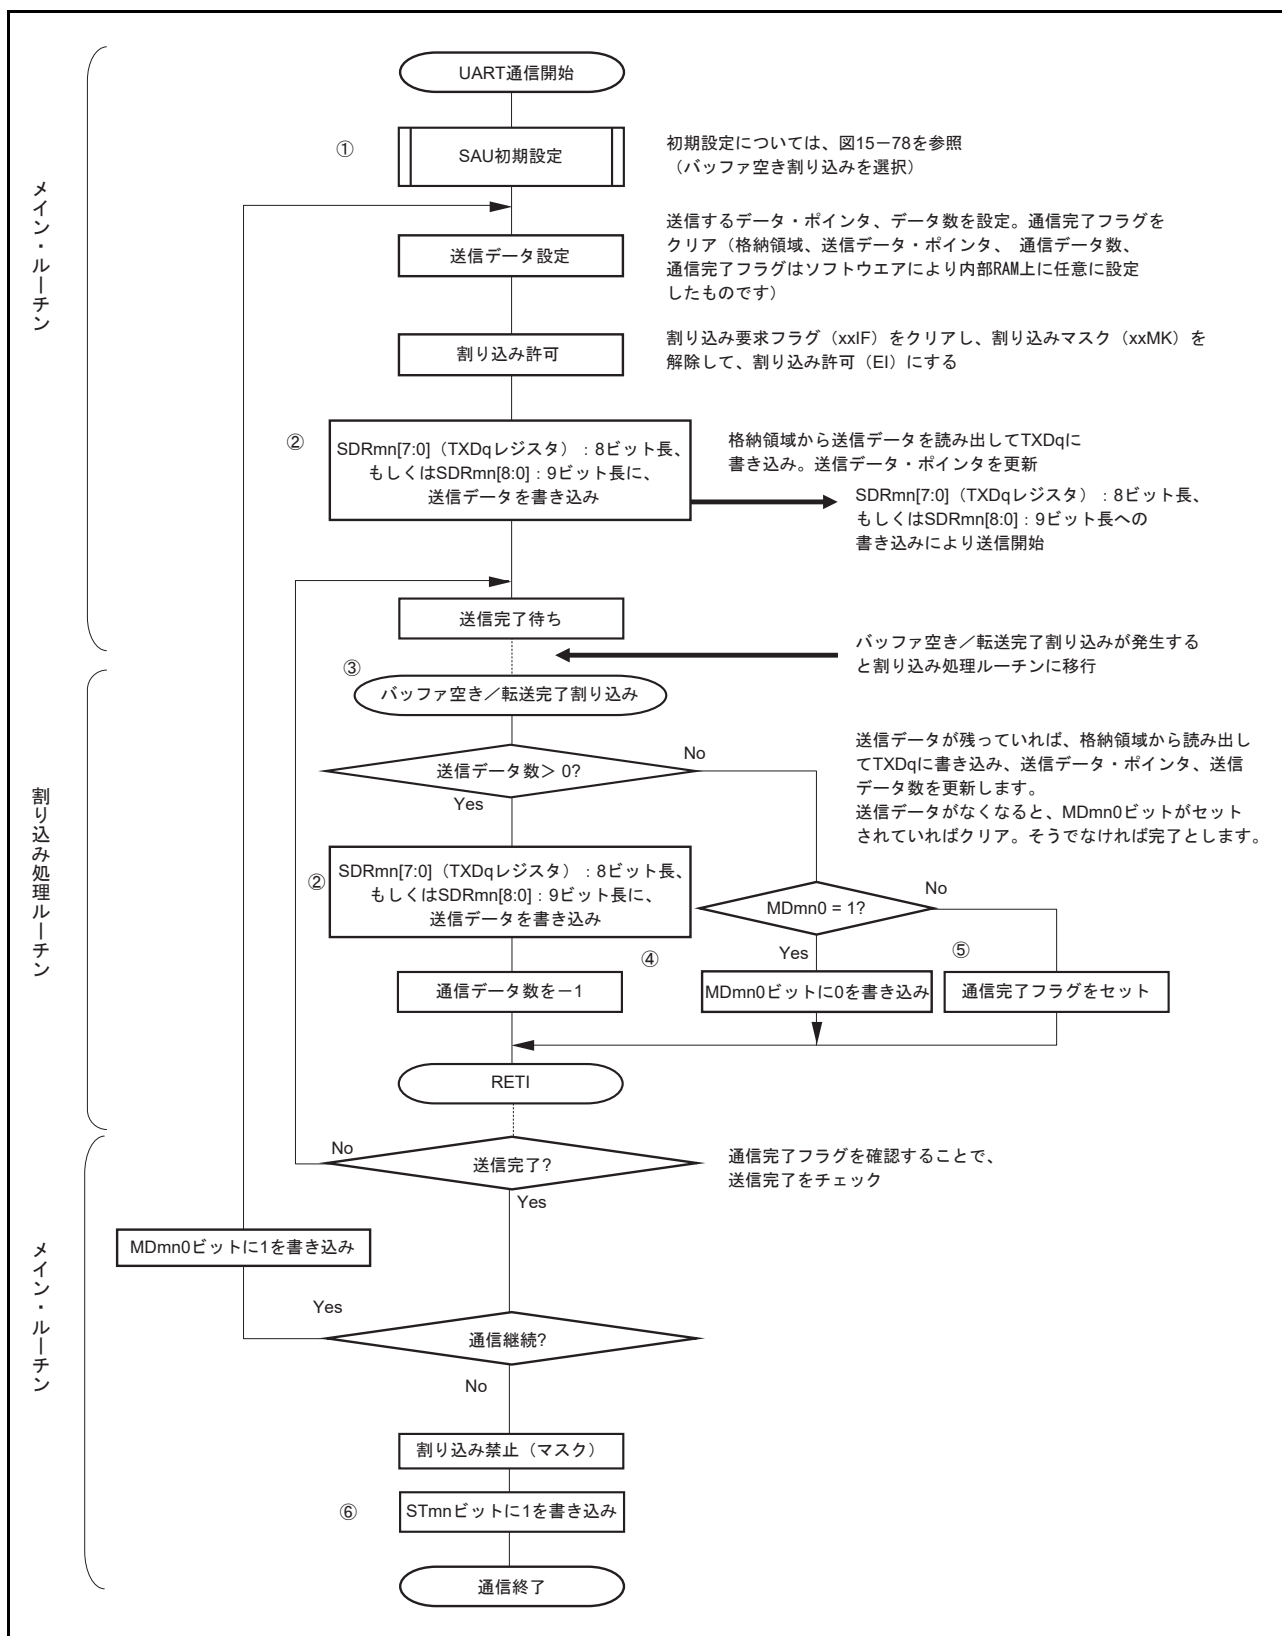 UART通信開始
①
SAU初期設定
初期設定については、図15－78を参照
（バッファ空き割り込みを選択）
メイン・ルーチン
送信データ設定
送信するデータ・ポインタ、データ数を設定。通信完了フラグを
クリア（格納領域、送信データ・ポインタ、 通信データ数、
通信完了フラグはソフトウエアにより内部RAM上に任意に設定
したものです）
割り込み許可
割り込み要求フラグ（xxIF）をクリアし、割り込みマスク（xxMK）を
解除して、割り込み許可（EI）にする
②
SDRmn[7:0]（TXDqレジスタ）：8ビット長、
もしくはSDRmn[8:0]：9ビット長に、
送信データを書き込み
格納領域から送信データを読み出してTXDqに
書き込み。送信データ・ポインタを更新
SDRmn[7:0]（TXDqレジスタ）：8ビット長、
もしくはSDRmn[8:0]：9ビット長への
書き込みにより送信開始
送信完了待ち
バッファ空き／転送完了割り込みが発生する
と割り込み処理ルーチンに移行
③
バッファ空き／転送完了割り込み
割り込み処理ルーチン
送信データ数＞ 0?
No
Yes
送信データが残っていれば、格納領域から読み出し
てTXDqに書き込み、送信データ・ポインタ、送信
データ数を更新します。
送信データがなくなると、MDmn0ビットがセット
されていればクリア。そうでなければ完了とします。
②
SDRmn[7:0]（TXDqレジスタ）：8ビット長、
もしくはSDRmn[8:0]：9ビット長に、
送信データを書き込み
MDmn0 = 1?
No
Yes
④
⑤
通信データ数を－1
MDmn0ビットに0を書き込み
通信完了フラグをセット
RETI
No
送信完了?
Yes
通信完了フラグを確認することで、
送信完了をチェック
メイン・ルーチン
MDmn0ビットに1を書き込み
Yes
通信継続?
No
割り込み禁止（マスク）
⑥
STmnビットに1を書き込み
通信終了